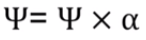 Ψ= Ψ × α